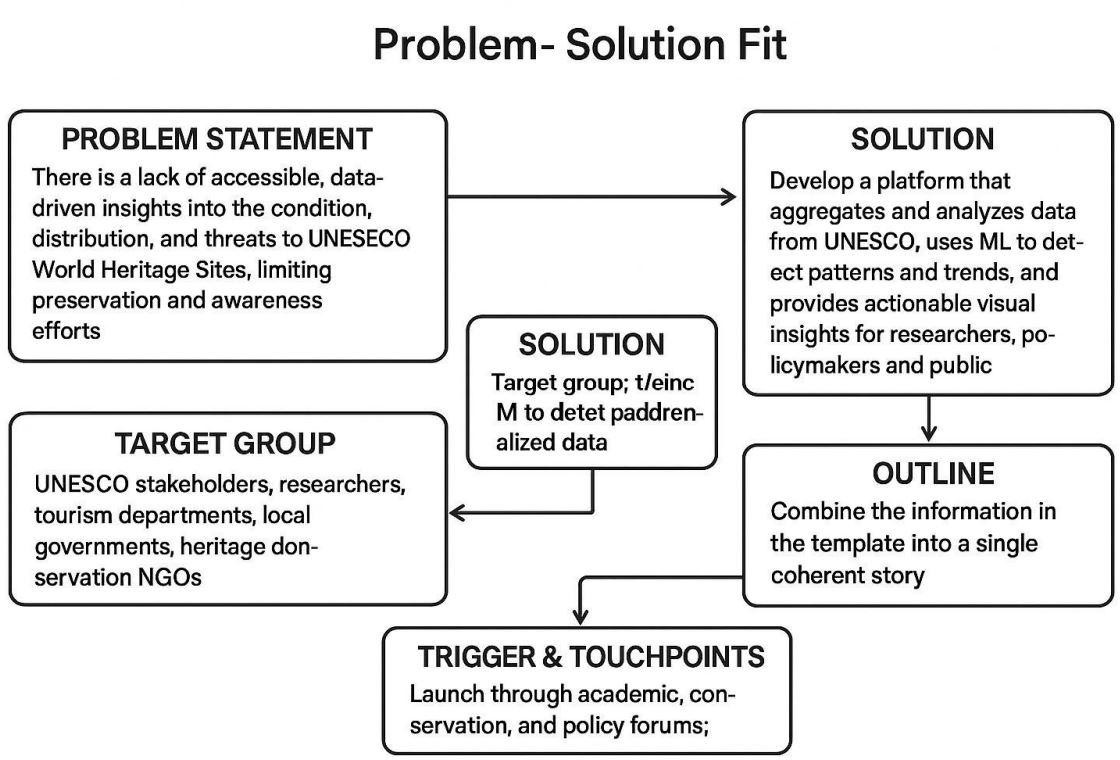 Problem- Solution Fit
PROBLEM STATEMENT
There is a lack of accessible, data-
driven insights into the condition,
distribution, and threats to UNESECO
World Heritage Sites, limiting
preservation and awareness
efforts
SOLUTION
Develop a platform that
aggregates and analyzes data
from UNESCO, uses ML to det-
ect patterns and trends, and
provides actionable visual
insights for researchers, po-
licymakers and public
SOLUTION
Target group; t/einc
M to detet paddren-
alized data
TARGET GROUP
UNESCO stakeholders, researchers,
tourism departments, local
governments, heritage don-
servation NGOs
OUTLINE
Combine the information in
the template into a single
coherent story
TRIGGER & TOUCHPOINTS
Launch through academic, con-
servation, and policy forums;